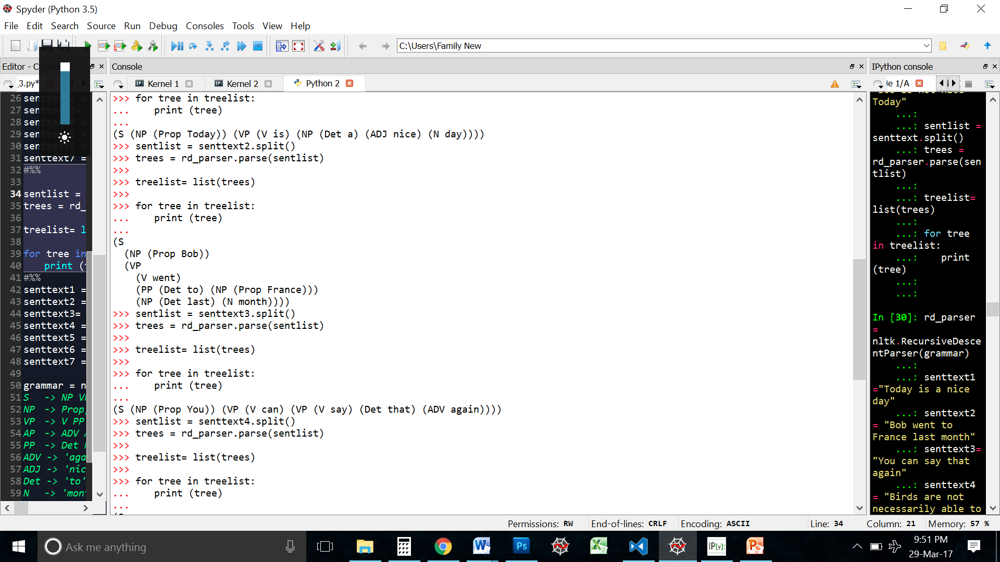 Spyder (Python 3.5)
File Edit Search Source Run Debug Consoles Tools View Help
C:\Users\Family New
Editor - C:\
_3.py*
26 sen
27 sen
28 sen
29 sen
30 sen
31 senttext7 =
32 #%%
33
34 sentlist =
35 trees = rd_
36
37 treelist= l
38
39 for tree in
40 print (
41 #%%
42 senttext1 =
43 senttext2 =
44 senttext3=
45 senttext4 =
46 senttext5 =
47 senttext6 =
48 senttext7 =
49
50 grammar = n
51 S -> NP V
52 NP -> Prop
53 VP -> V PP
54 AP -> ADV
55 PP -> Det
56 ADV -> 'aga
57 ADJ -> 'nic
58 Det -> 'to'
59 N -> 'mon
Console
Kernel 1 Kernel 2 Python 2
>>> for tree in treelist:
... print (tree)
...
(S (NP (Prop Today)) (VP (V is) (NP (Det a) (ADJ nice) (N day))))
>>> sentlist = senttext2.split()
>>> trees = rd_parser.parse(sentlist)
>>>
>>> treelist= list(trees)
>>>
>>> for tree in treelist:
... print (tree)
...
(S
(NP (Prop Bob))
(VP
(V went)
(PP (Det to) (NP (Prop France)))
(NP (Det last) (N month))))
>>> sentlist = senttext3.split()
>>> trees = rd_parser.parse(sentlist)
>>>
>>> treelist= list(trees)
>>>
>>> for tree in treelist:
... print (tree)
...
(S (NP (Prop You)) (VP (V can) (VP (V say) (Det that) (ADV again))))
>>> sentlist = senttext4.split()
>>> trees = rd_parser.parse(sentlist)
>>>
>>> treelist= list(trees)
>>>
>>> for tree in treelist:
... print (tree)
...
IPython console
le 1/A
Today"
...:
...: sentlist =
senttext.split()
...: trees =
rd_parser.parse(sen
tlist)
...:
...: treelist=
list(trees)
...:
...: for tree
in treelist:
...: print
(tree)
...:
...:
In [30]: rd_parser
=
nltk.RecursiveDesce
ntParser(grammar)
...:
...: senttext1
="Today is a nice
day"
...: senttext2
= "Bob went to
France last month"
...: senttext3=
"You can say that
again"
...: senttext4
= "Birds are not
necessarily able to
Permissions: RW End-of-lines: CRLF Encoding: ASCII Line: 34 Column: 21 Memory: 57 %
Ask me anything
9:51 PM
29-Mar-17